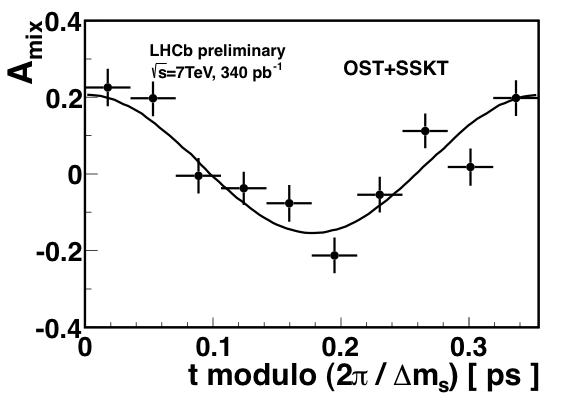 A_mix
0.4
0.2
0
-0.2
-0.4
LHCb preliminary
√s=7TeV, 340 pb⁻¹
OST+SSKT
0 0.1 0.2 0.3
t modulo (2π / Δm_s) [ ps ]